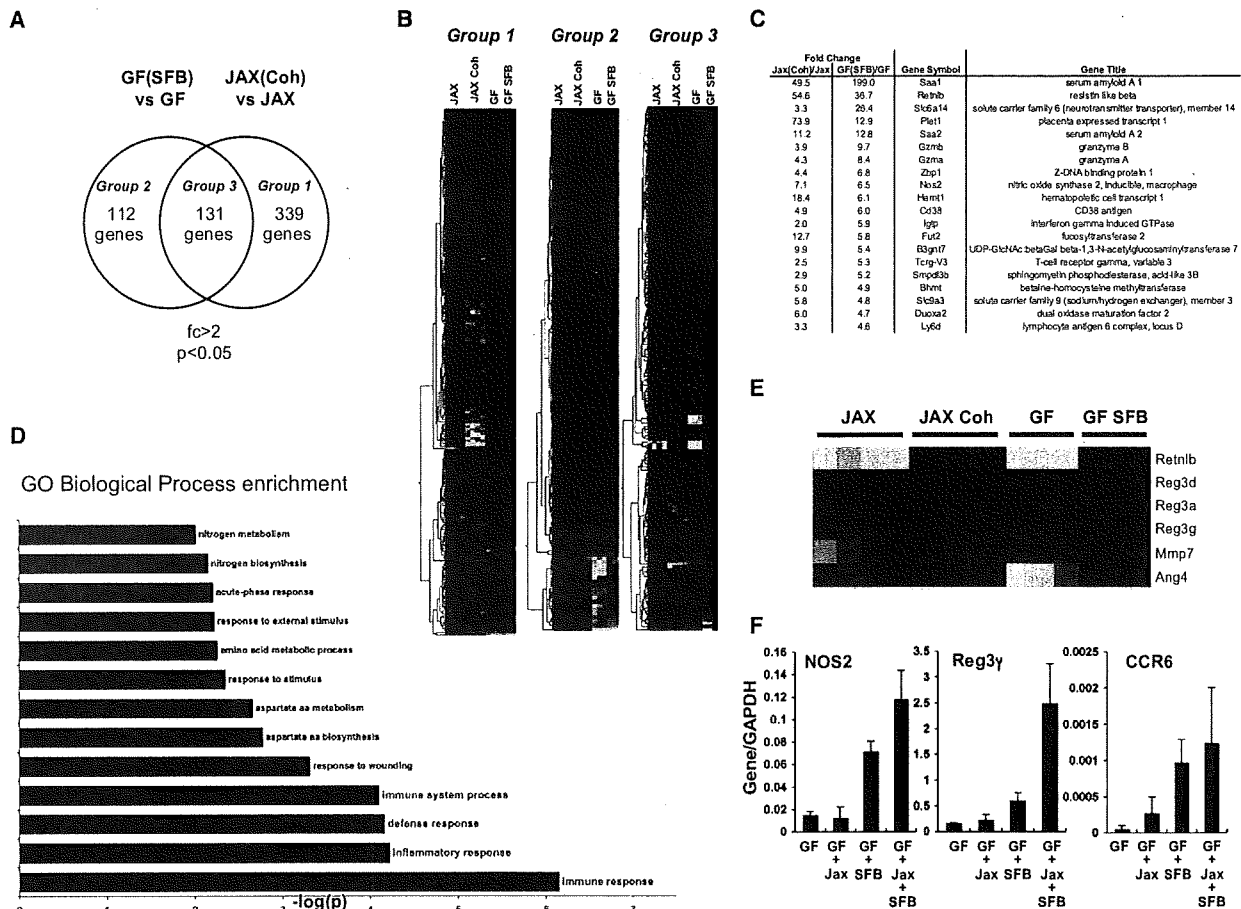 A
GF(SFB)
vs GF
JAX(Coh)
vs JAX
Group 2
112
genes
Group 3
131
genes
Group 1
339
genes
fc>2
p<0.05
B
Group 1
Group 2
Group 3
JAX
JAX Coh
GF
GF SFB
JAX
JAX Coh
GF
GF SFB
JAX
JAX Coh
GF
GF SFB
C
Fold Change
Jax(Coh)/Jax GF(SFB)/GF Gene Symbol Gene Title
49.5 199.0 Saa1 serum amyloid A 1
54.6 36.7 Retnlb resistin like beta
3.3 26.4 Slc6a14 solute carrier family 6 (neurotransmitter transporter), member 14
73.9 12.9 Plet1 placenta expressed transcript 1
11.2 12.8 Saa2 serum amyloid A 2
3.9 9.7 Gzmb granzyme B
4.3 8.4 Gzma granzyme A
4.4 6.8 Zbp1 Z-DNA binding protein 1
7.1 6.5 Nos2 nitric oxide synthase 2, inducible, macrophage
18.4 6.1 Hemt1 hematopoietic cell transcript 1
4.9 6.0 Cd38 CD38 antigen
2.0 5.9 Igtp interferon gamma induced GTPase
12.7 5.8 Fut2 fucosyltransferase 2
9.9 5.4 B3gnt7 UDP-GlcNAc:betaGal beta-1,3-N-acetylglucosaminyltransferase 7
2.5 5.3 Tcrg-V3 T-cell receptor gamma, variable 3
2.9 5.2 Smpdl3b sphingomyelin phosphodiesterase, acid-like 3B
5.0 4.9 Bhmt betaine-homocysteine methyltransferase
5.8 4.8 Slc9a3 solute carrier family 9 (sodium/hydrogen exchanger), member 3
6.0 4.7 Duoxa2 dual oxidase maturation factor 2
3.3 4.6 Ly6d lymphocyte antigen 6 complex, locus D
D
GO Biological Process enrichment
nitrogen metabolism
nitrogen biosynthesis
acute-phase response
response to external stimulus
amino acid metabolic process
response to stimulus
aspartate aa metabolism
aspartate aa biosynthesis
response to wounding
immune system process
defense response
inflammatory response
immune response
-log(p)
E
JAX JAX Coh GF GF SFB
Retnlb
Reg3d
Reg3a
Reg3g
Mmp7
Ang4
F
Gene/GAPDH
NOS2
0.16
0.14
0.12
0.1
0.08
0.06
0.04
0.02
0
GF GF + Jax GF + SFB GF + Jax + SFB
Reg3γ
3.5
3
2.5
2
1.5
1
0.5
0
GF GF + Jax GF + SFB GF + Jax + SFB
CCR6
0.0025
0.002
0.0015
0.001
0.0005
0
GF GF + Jax GF + SFB GF + Jax + SFB